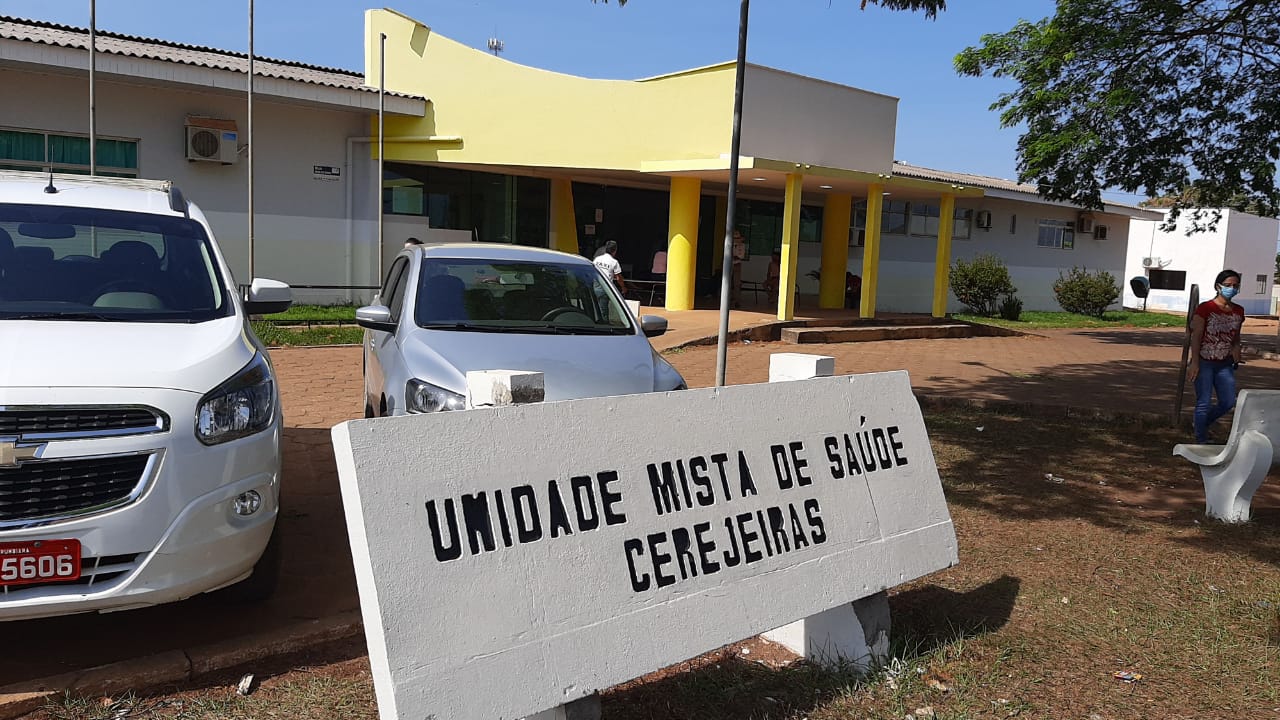 UNIDADE MISTA DE SAÚDE
CEREJEIRAS
5606